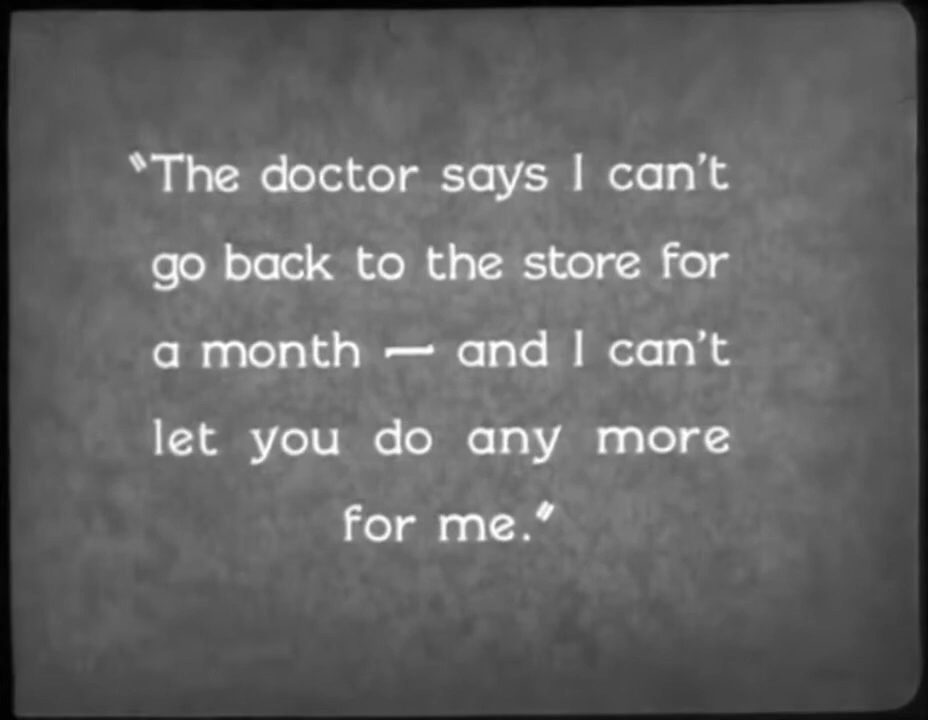 "The doctor says I can't
go back to the store for
a month — and I can't
let you do any more
for me."